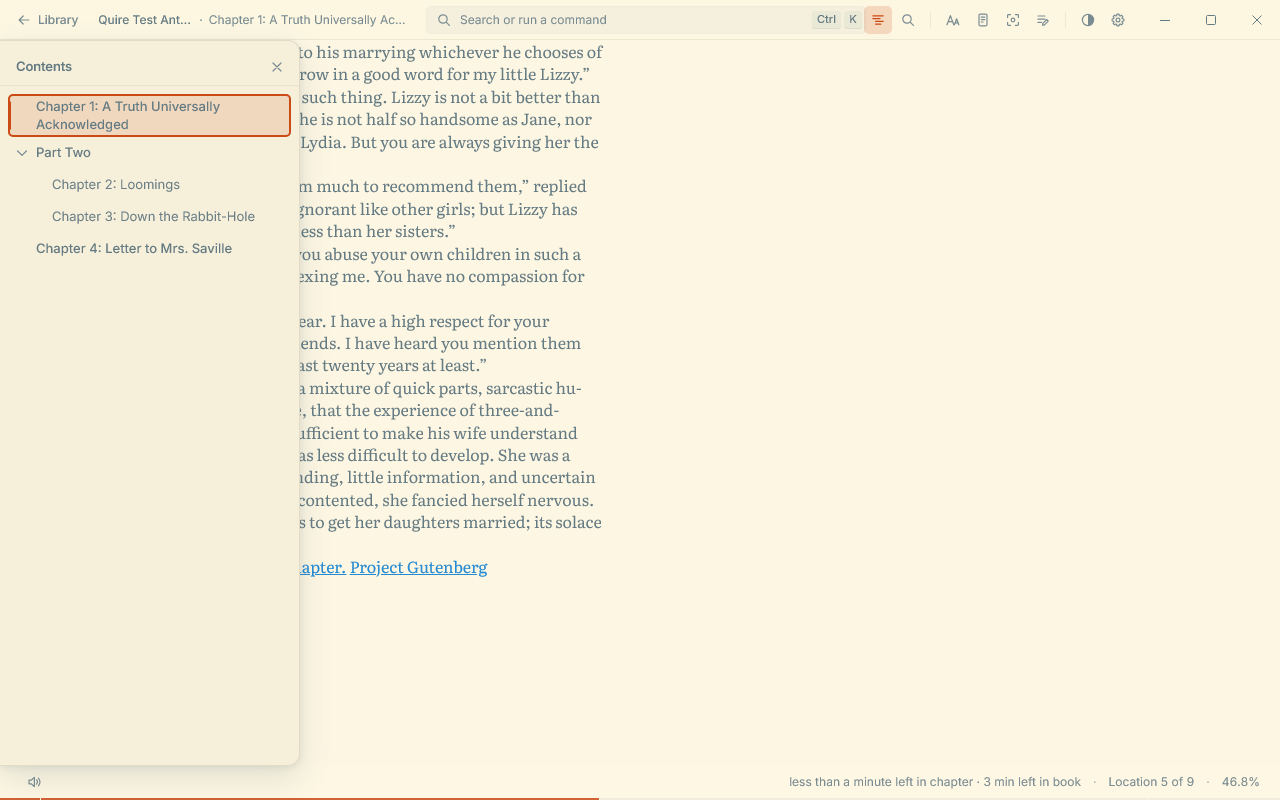 Library
Quire Test Ant... · Chapter 1: A Truth Universally Ac...
Search or run a command
Ctrl K
Contents
Chapter 1: A Truth Universally
Acknowledged
Part Two
Chapter 2: Loomings
Chapter 3: Down the Rabbit-Hole
Chapter 4: Letter to Mrs. Saville
to his marrying whichever he chooses of
row in a good word for my little Lizzy.”
such thing. Lizzy is not a bit better than
he is not half so handsome as Jane, nor
Lydia. But you are always giving her the
m much to recommend them,” replied
gnorant like other girls; but Lizzy has
ess than her sisters.”
you abuse your own children in such a
exing me. You have no compassion for
ear. I have a high respect for your
ends. I have heard you mention them
ast twenty years at least.”
a mixture of quick parts, sarcastic hu-
, that the experience of three-and-
ufficient to make his wife understand
as less difficult to develop. She was a
nding, little information, and uncertain
contented, she fancied herself nervous.
s to get her daughters married; its solace
apter. Project Gutenberg
less than a minute left in chapter · 3 min left in book · Location 5 of 9 · 46.8%